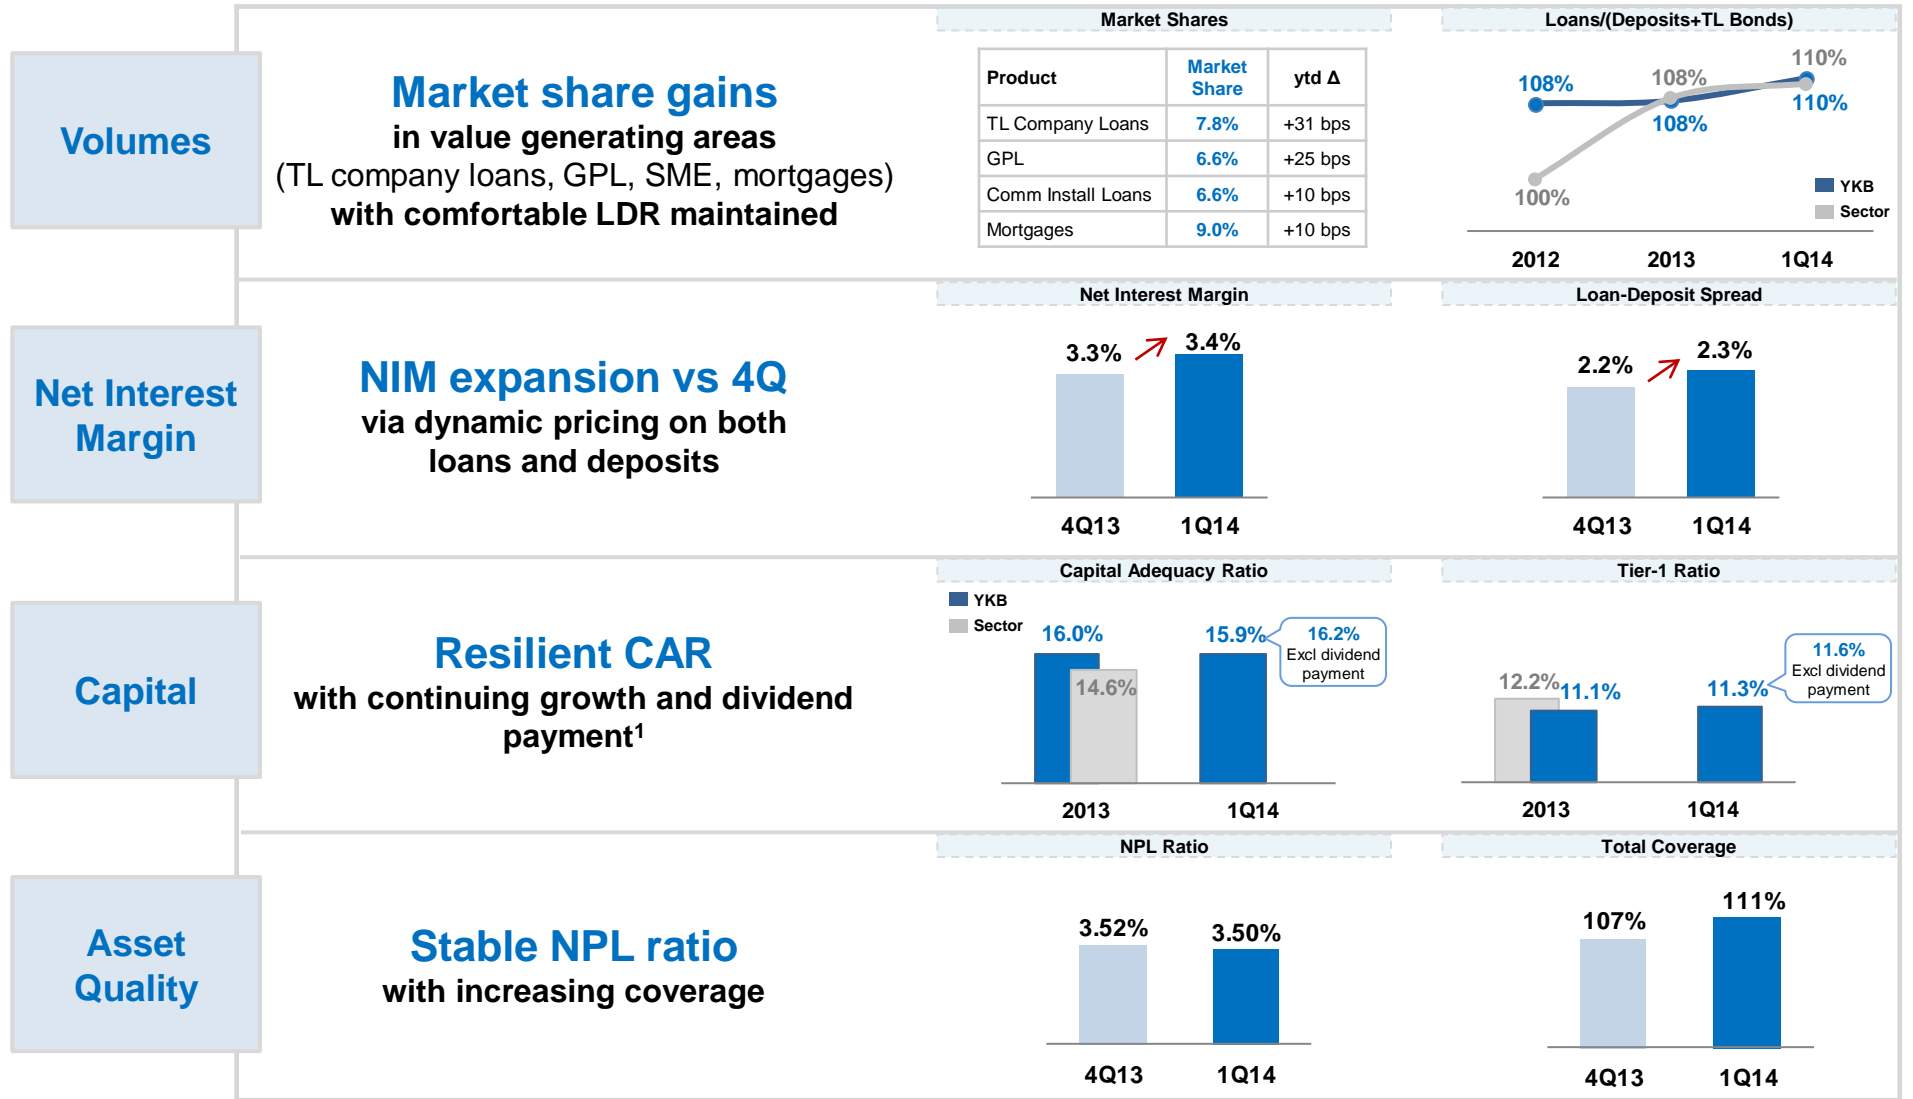 Volumes
Market share gains
in value generating areas
(TL company loans, GPL, SME, mortgages)
with comfortable LDR maintained
Market Shares
Product Market Share ytd Δ
TL Company Loans 7.8% +31 bps
GPL 6.6% +25 bps
Comm Install Loans 6.6% +10 bps
Mortgages 9.0% +10 bps
Loans/(Deposits+TL Bonds)
110%
108%
108%
110%
108%
100%
YKB
Sector
2012 2013 1Q14
Net Interest
Margin
NIM expansion vs 4Q
via dynamic pricing on both
loans and deposits
Net Interest Margin
3.3% 3.4%
4Q13 1Q14
Loan-Deposit Spread
2.2% 2.3%
4Q13 1Q14
Capital
Resilient CAR
with continuing growth and dividend
payment¹
Capital Adequacy Ratio
YKB
Sector
16.0% 15.9%
14.6%
16.2%
Excl dividend
payment
2013 1Q14
Tier-1 Ratio
12.2% 11.1% 11.3%
11.6%
Excl dividend
payment
2013 1Q14
Asset
Quality
Stable NPL ratio
with increasing coverage
NPL Ratio
3.52% 3.50%
4Q13 1Q14
Total Coverage
107% 111%
4Q13 1Q14